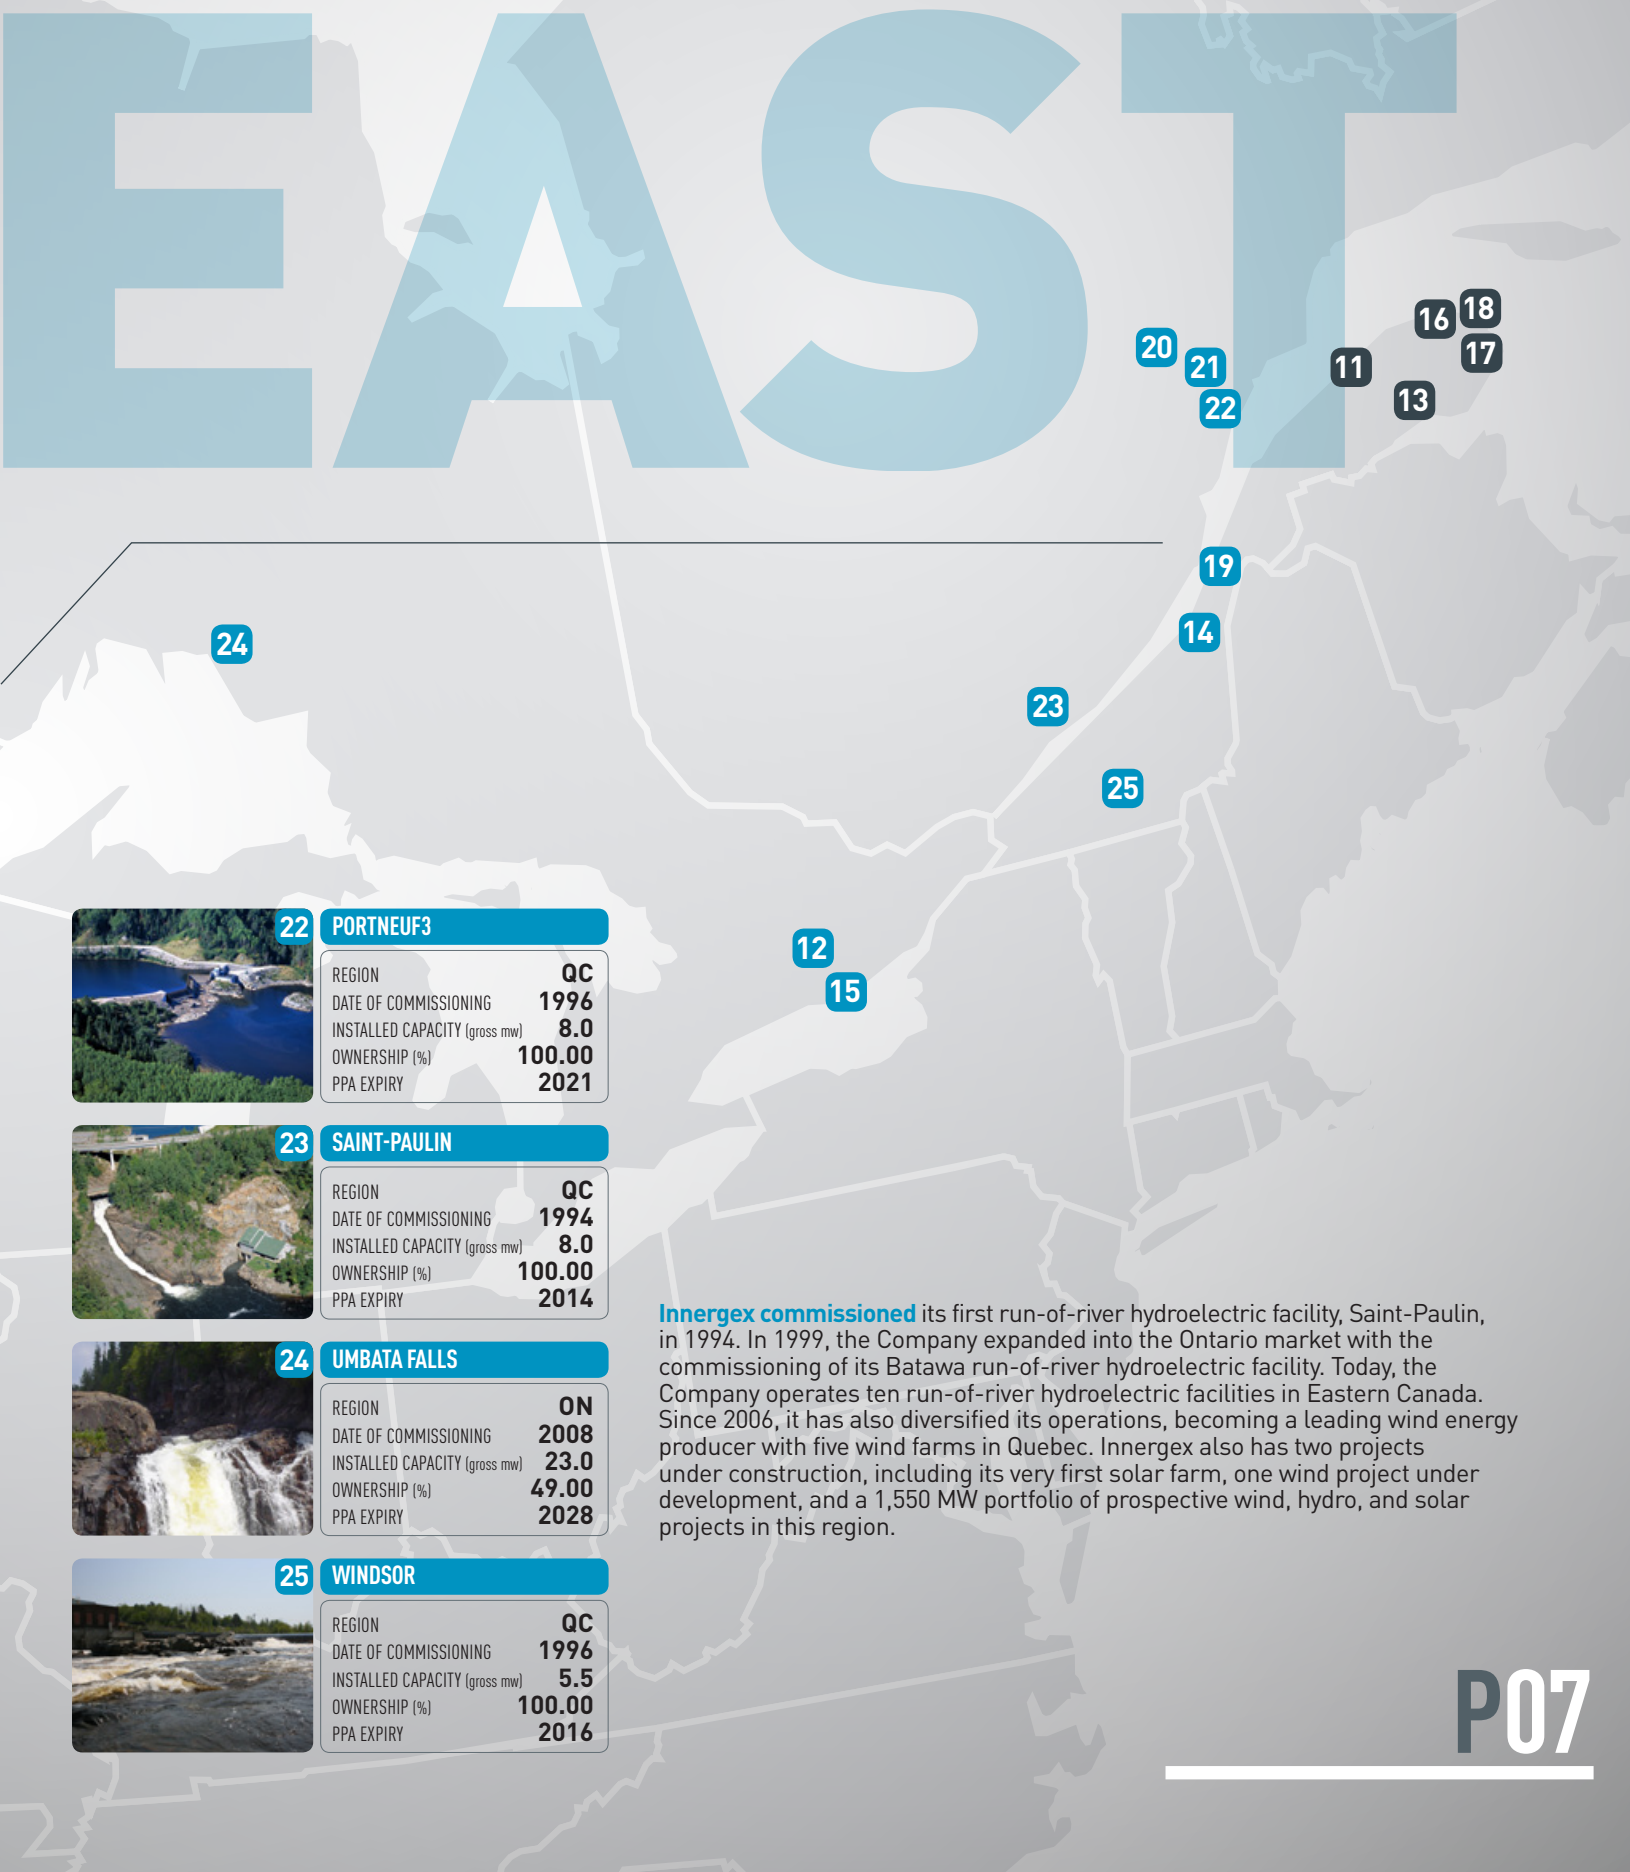 EAST
16 18
20 21 11 17
22 13
19
24 14
23
25
12
15
22 PORTNEUF3
REGION QC
DATE OF COMMISSIONING 1996
INSTALLED CAPACITY (gross mw) 8.0
OWNERSHIP (%) 100.00
PPA EXPIRY 2021
23 SAINT-PAULIN
REGION QC
DATE OF COMMISSIONING 1994
INSTALLED CAPACITY (gross mw) 8.0
OWNERSHIP (%) 100.00
PPA EXPIRY 2014
24 UMBATA FALLS
REGION ON
DATE OF COMMISSIONING 2008
INSTALLED CAPACITY (gross mw) 23.0
OWNERSHIP (%) 49.00
PPA EXPIRY 2028
25 WINDSOR
REGION QC
DATE OF COMMISSIONING 1996
INSTALLED CAPACITY (gross mw) 5.5
OWNERSHIP (%) 100.00
PPA EXPIRY 2016
Innergex commissioned its first run-of-river hydroelectric facility, Saint-Paulin,
in 1994. In 1999, the Company expanded into the Ontario market with the
commissioning of its Batawa run-of-river hydroelectric facility. Today, the
Company operates ten run-of-river hydroelectric facilities in Eastern Canada.
Since 2006, it has also diversified its operations, becoming a leading wind energy
producer with five wind farms in Quebec. Innergex also has two projects
under construction, including its very first solar farm, one wind project under
development, and a 1,550 MW portfolio of prospective wind, hydro, and solar
projects in this region.
P07